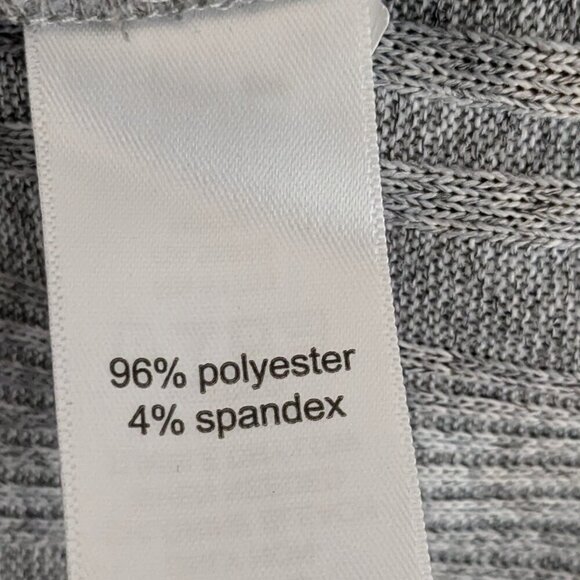 96% polyester
4% spandex